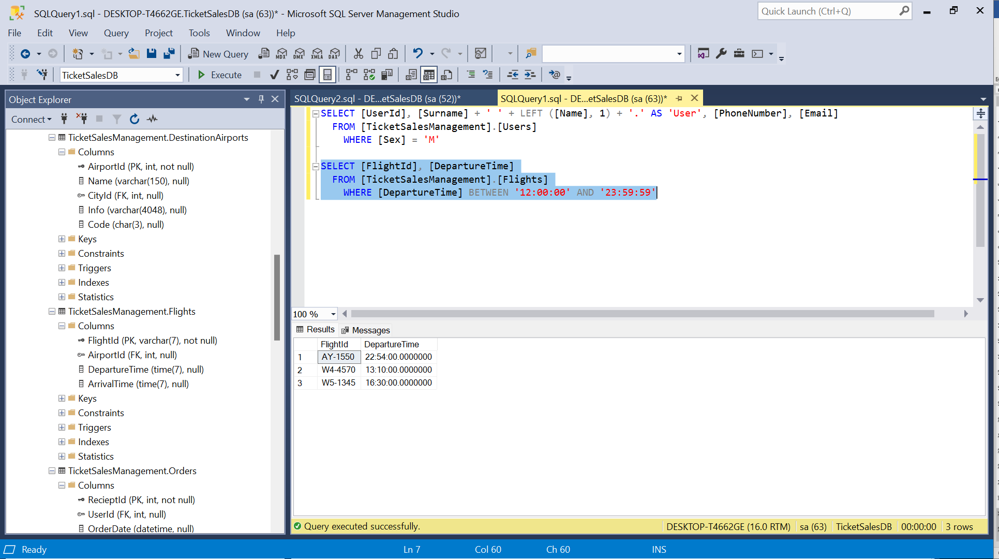 SQLQuery1.sql - DESKTOP-T4662GE.TicketSalesDB (sa (63))* - Microsoft SQL Server Management Studio
Quick Launch (Ctrl+Q)
File Edit View Query Project Tools Window Help
New Query MDX DMX XMLA DAX
TicketSalesDB Execute
Object Explorer
Connect
TicketSalesManagement.DestinationAirports
Columns
AirportId (PK, int, not null)
Name (varchar(150), null)
CityId (FK, int, null)
Info (varchar(4048), null)
Code (char(3), null)
Keys
Constraints
Triggers
Indexes
Statistics
TicketSalesManagement.Flights
Columns
FlightId (PK, varchar(7), not null)
AirportId (FK, int, null)
DepartureTime (time(7), null)
ArrivalTime (time(7), null)
Keys
Constraints
Triggers
Indexes
Statistics
TicketSalesManagement.Orders
Columns
RecieptId (PK, int, not null)
UserId (FK, int, null)
OrderDate (datetime, null)
SQLQuery2.sql - DE...etSalesDB (sa (52))* SQLQuery1.sql - DE...etSalesDB (sa (63))*
SELECT [UserId], [Surname] + ' ' + LEFT ([Name], 1) + '.' AS 'User', [PhoneNumber], [Email]
FROM [TicketSalesManagement].[Users]
WHERE [Sex] = 'M'
SELECT [FlightId], [DepartureTime]
FROM [TicketSalesManagement].[Flights]
WHERE [DepartureTime] BETWEEN '12:00:00' AND '23:59:59'
100 %
Results Messages
FlightId DepartureTime
1 AY-1550 22:54:00.0000000
2 W4-4570 13:10:00.0000000
3 W5-1345 16:30:00.0000000
Query executed successfully. DESKTOP-T4662GE (16.0 RTM) sa (63) TicketSalesDB 00:00:00 3 rows
Ready Ln 7 Col 60 Ch 60 INS